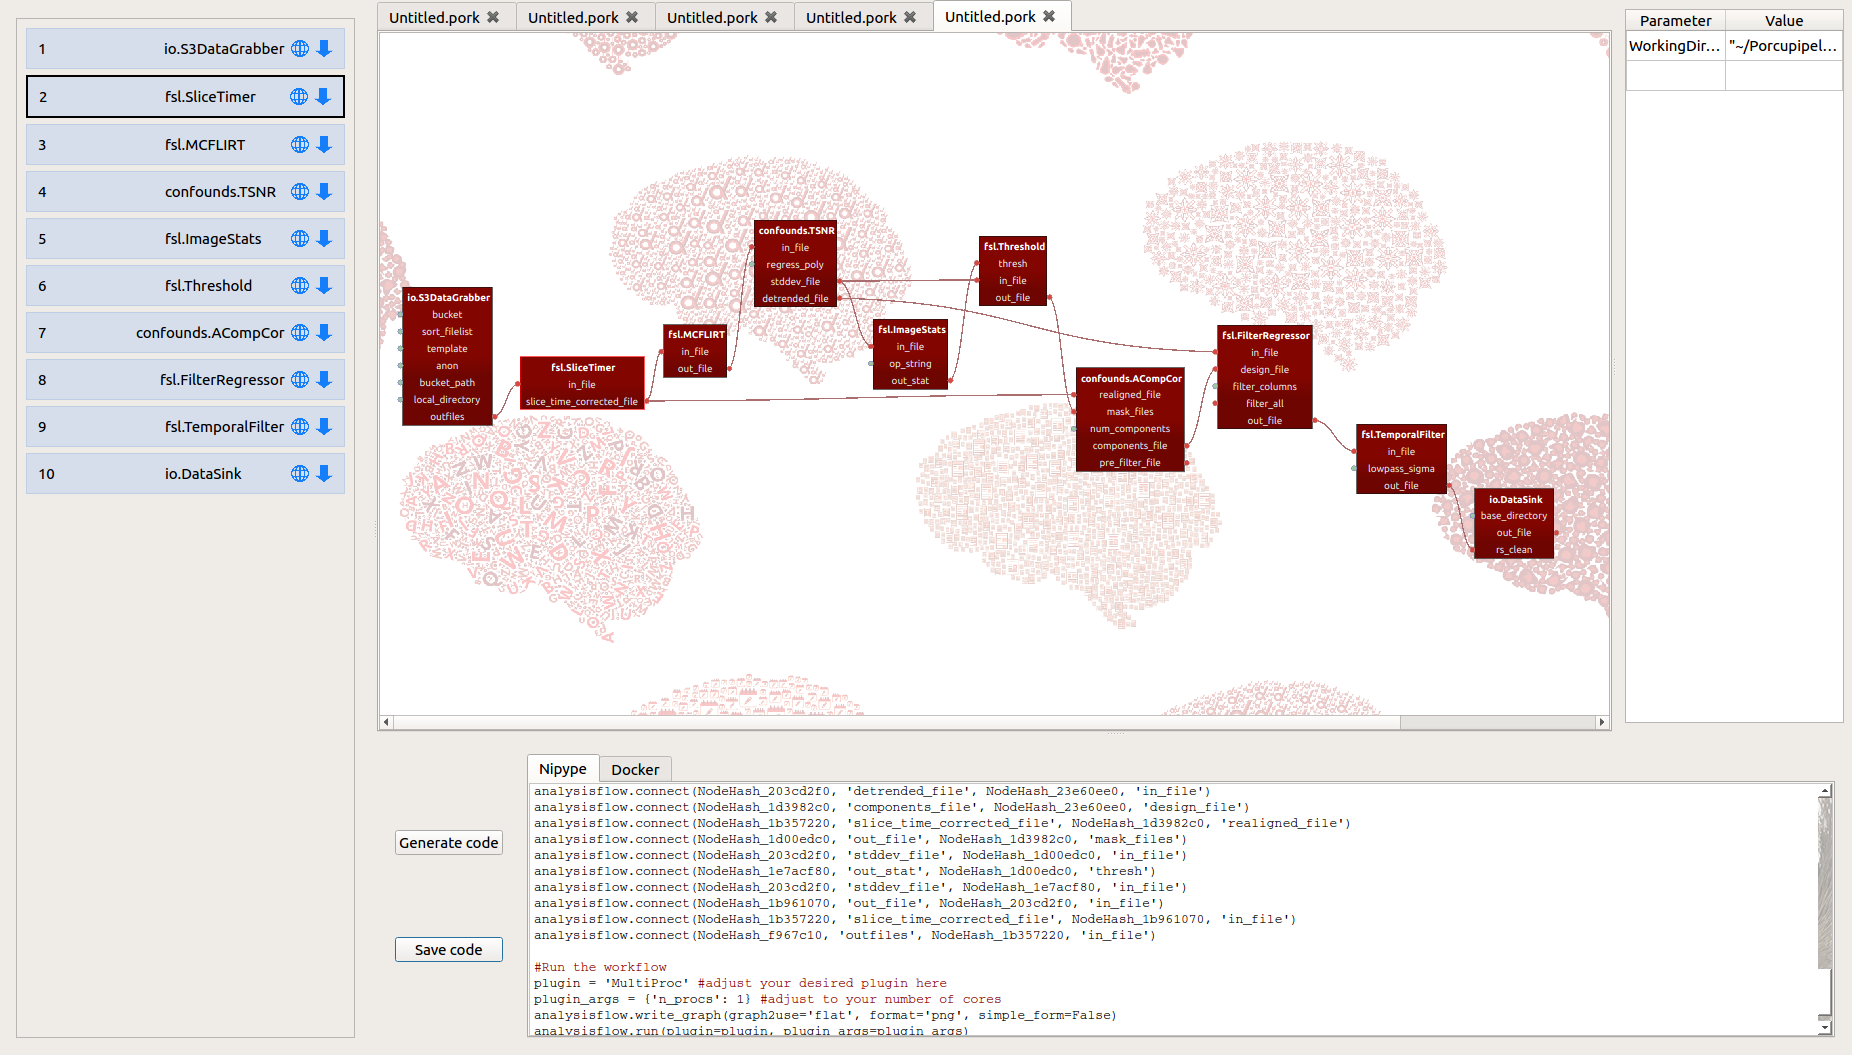 1 io.S3DataGrabber
2 fsl.SliceTimer
3 fsl.MCFLIRT
4 confounds.TSNR
5 fsl.ImageStats
6 fsl.Threshold
7 confounds.ACompCor
8 fsl.FilterRegressor
9 fsl.TemporalFilter
10 io.DataSink
Untitled.pork Untitled.pork Untitled.pork Untitled.pork Untitled.pork
io.S3DataGrabber
bucket
sort_filelist
template
anon
bucket_path
local_directory
outfiles
fsl.SliceTimer
in_file
slice_time_corrected_file
fsl.MCFLIRT
in_file
out_file
confounds.TSNR
in_file
regress_poly
stddev_file
detrended_file
fsl.ImageStats
in_file
op_string
out_stat
fsl.Threshold
thresh
in_file
out_file
confounds.ACompCor
realigned_file
mask_files
num_components
components_file
pre_filter_file
fsl.FilterRegressor
in_file
design_file
filter_columns
filter_all
out_file
fsl.TemporalFilter
in_file
lowpass_sigma
out_file
io.DataSink
base_directory
out_file
rs_clean
Parameter Value
WorkingDir... "~/Porcupipel...
Generate code
Save code
Nipype Docker
analysisflow.connect(NodeHash_203cd2f0, 'detrended_file', NodeHash_23e60ee0, 'in_file')
analysisflow.connect(NodeHash_1d3982c0, 'components_file', NodeHash_23e60ee0, 'design_file')
analysisflow.connect(NodeHash_1b357220, 'slice_time_corrected_file', NodeHash_1d3982c0, 'realigned_file')
analysisflow.connect(NodeHash_1d00edc0, 'out_file', NodeHash_1d3982c0, 'mask_files')
analysisflow.connect(NodeHash_203cd2f0, 'stddev_file', NodeHash_1d00edc0, 'in_file')
analysisflow.connect(NodeHash_1e7acf80, 'out_stat', NodeHash_1d00edc0, 'thresh')
analysisflow.connect(NodeHash_203cd2f0, 'stddev_file', NodeHash_1e7acf80, 'in_file')
analysisflow.connect(NodeHash_1b961070, 'out_file', NodeHash_203cd2f0, 'in_file')
analysisflow.connect(NodeHash_1b357220, 'slice_time_corrected_file', NodeHash_1b961070, 'in_file')
analysisflow.connect(NodeHash_f967c10, 'outfiles', NodeHash_1b357220, 'in_file')
#Run the workflow
plugin = 'MultiProc' #adjust your desired plugin here
plugin_args = {'n_procs': 1} #adjust to your number of cores
analysisflow.write_graph(graph2use='flat', format='png', simple_form=False)
analysisflow.run(plugin=plugin, plugin_args=plugin_args)